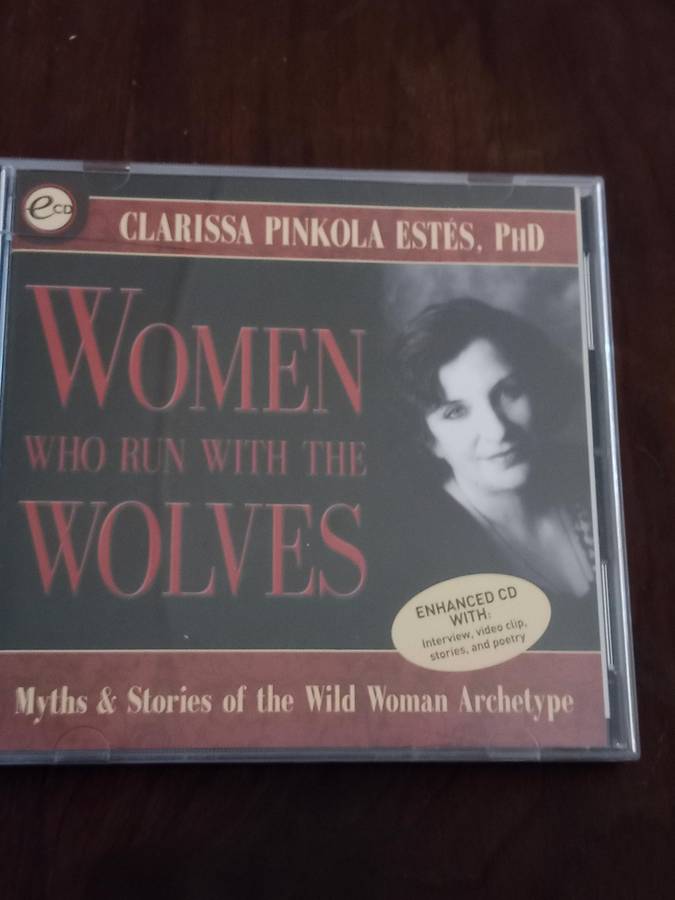 eCD
CLARISSA PINKOLA ESTÉS, PHD
WOMEN
WHO RUN WITH THE
WOLVES
ENHANCED CD
WITH:
Interview, video clip,
stories, and poetry
Myths & Stories of the Wild Woman Archetype